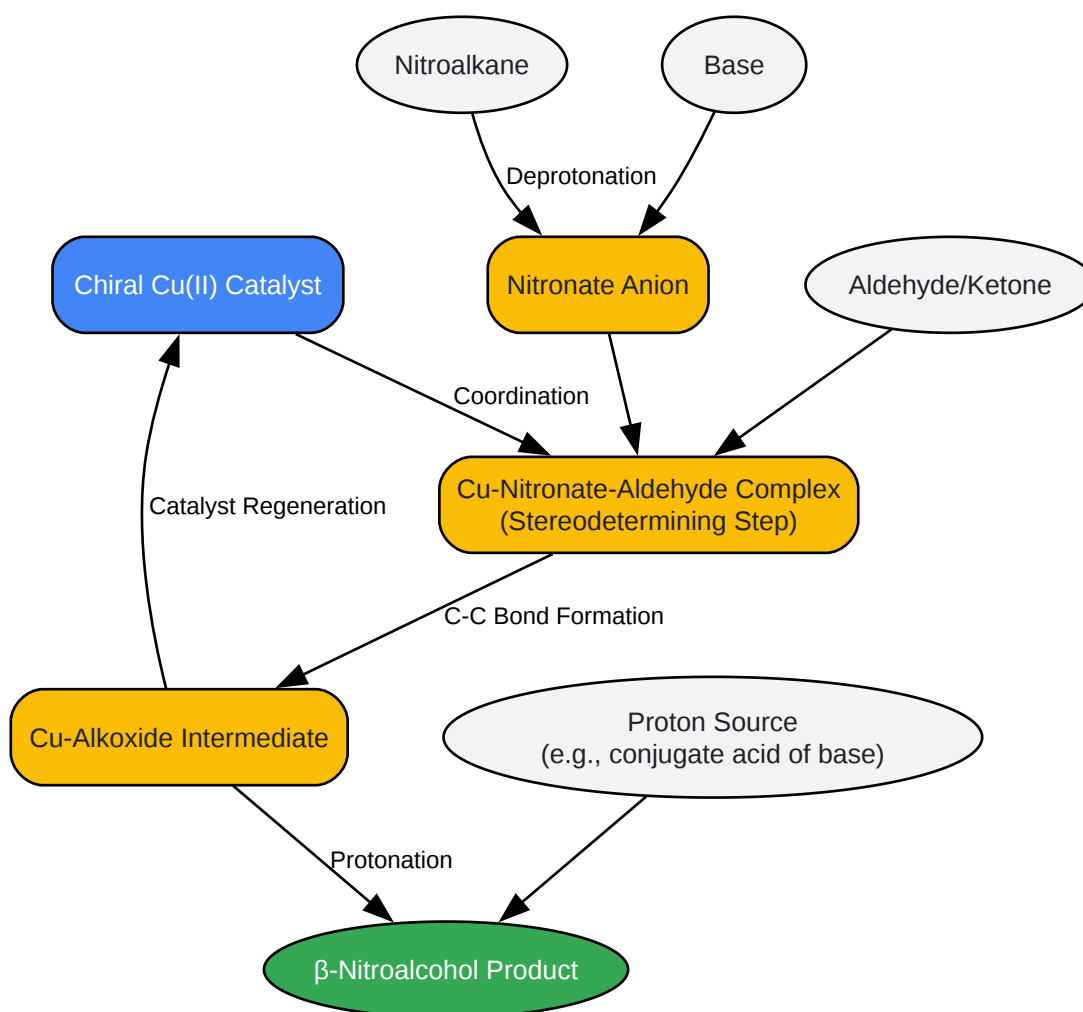 Nitroalkane
Base
Deprotonation
Chiral Cu(II) Catalyst
Nitronate Anion
Aldehyde/Ketone
Coordination
Cu-Nitronate-Aldehyde Complex
(Stereodetermining Step)
Catalyst Regeneration
C-C Bond Formation
Cu-Alkoxide Intermediate
Proton Source
(e.g., conjugate acid of base)
Protonation
β-Nitroalcohol Product